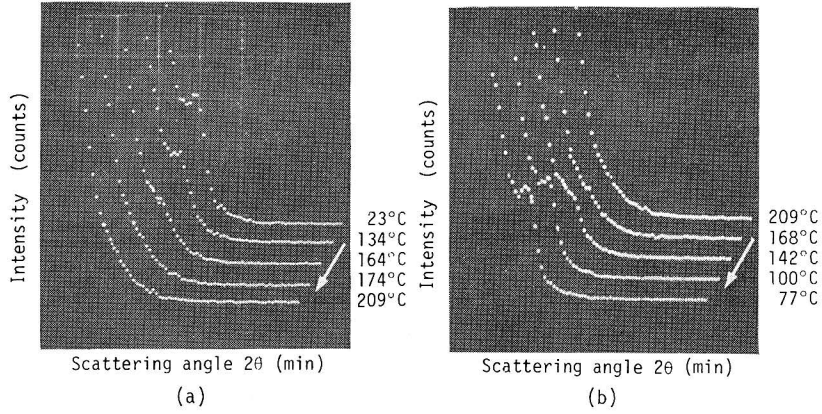 Intensity (counts)
23°C
134°C
164°C
174°C
209°C
Scattering angle 2θ (min)
(a)
Intensity (counts)
209°C
168°C
142°C
100°C
77°C
Scattering angle 2θ (min)
(b)